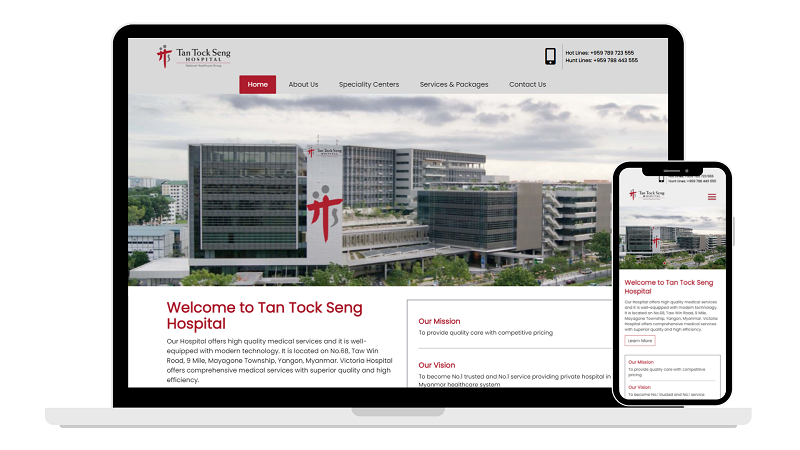 Tan Tock Seng
HOSPITAL
Hot Lines: +959 789 723 555
Hunt Lines: +959 788 443 555
Home
About Us
Speciality Centers
Services & Packages
Contact Us
Tan Tock Seng
HOSPITAL
Welcome to Tan Tock Seng
Hospital
Our Hospital offers high quality medical services and it is well-
equipped with modern technology. It is located on No.68, Taw Win
Road, 9 Mile, Mayagone Township, Yangon, Myanmar. Victoria Hospital
offers comprehensive medical services with superior quality and high
efficiency.
Our Mission
To provide quality care with competitive pricing
Our Vision
To become No.1 trusted and No.1 service providing private hospital in
Myanmar healthcare system
Hunt Lines: +959 788 443 555
Tan Tock Seng
HOSPITAL
Welcome to Tan Tock Seng
Hospital
Our Hospital offers high quality medical services
and it is well-equipped with modern technology.
It is located on No.68, Taw Win Road, 9 Mile,
Mayagone Township, Yangon, Myanmar. Victoria
Hospital offers comprehensive medical services
with superior quality and high efficiency.
Learn More
Our Mission
To provide quality care with competitive
pricing
Our Vision
To become No.1 trusted and No.1 service